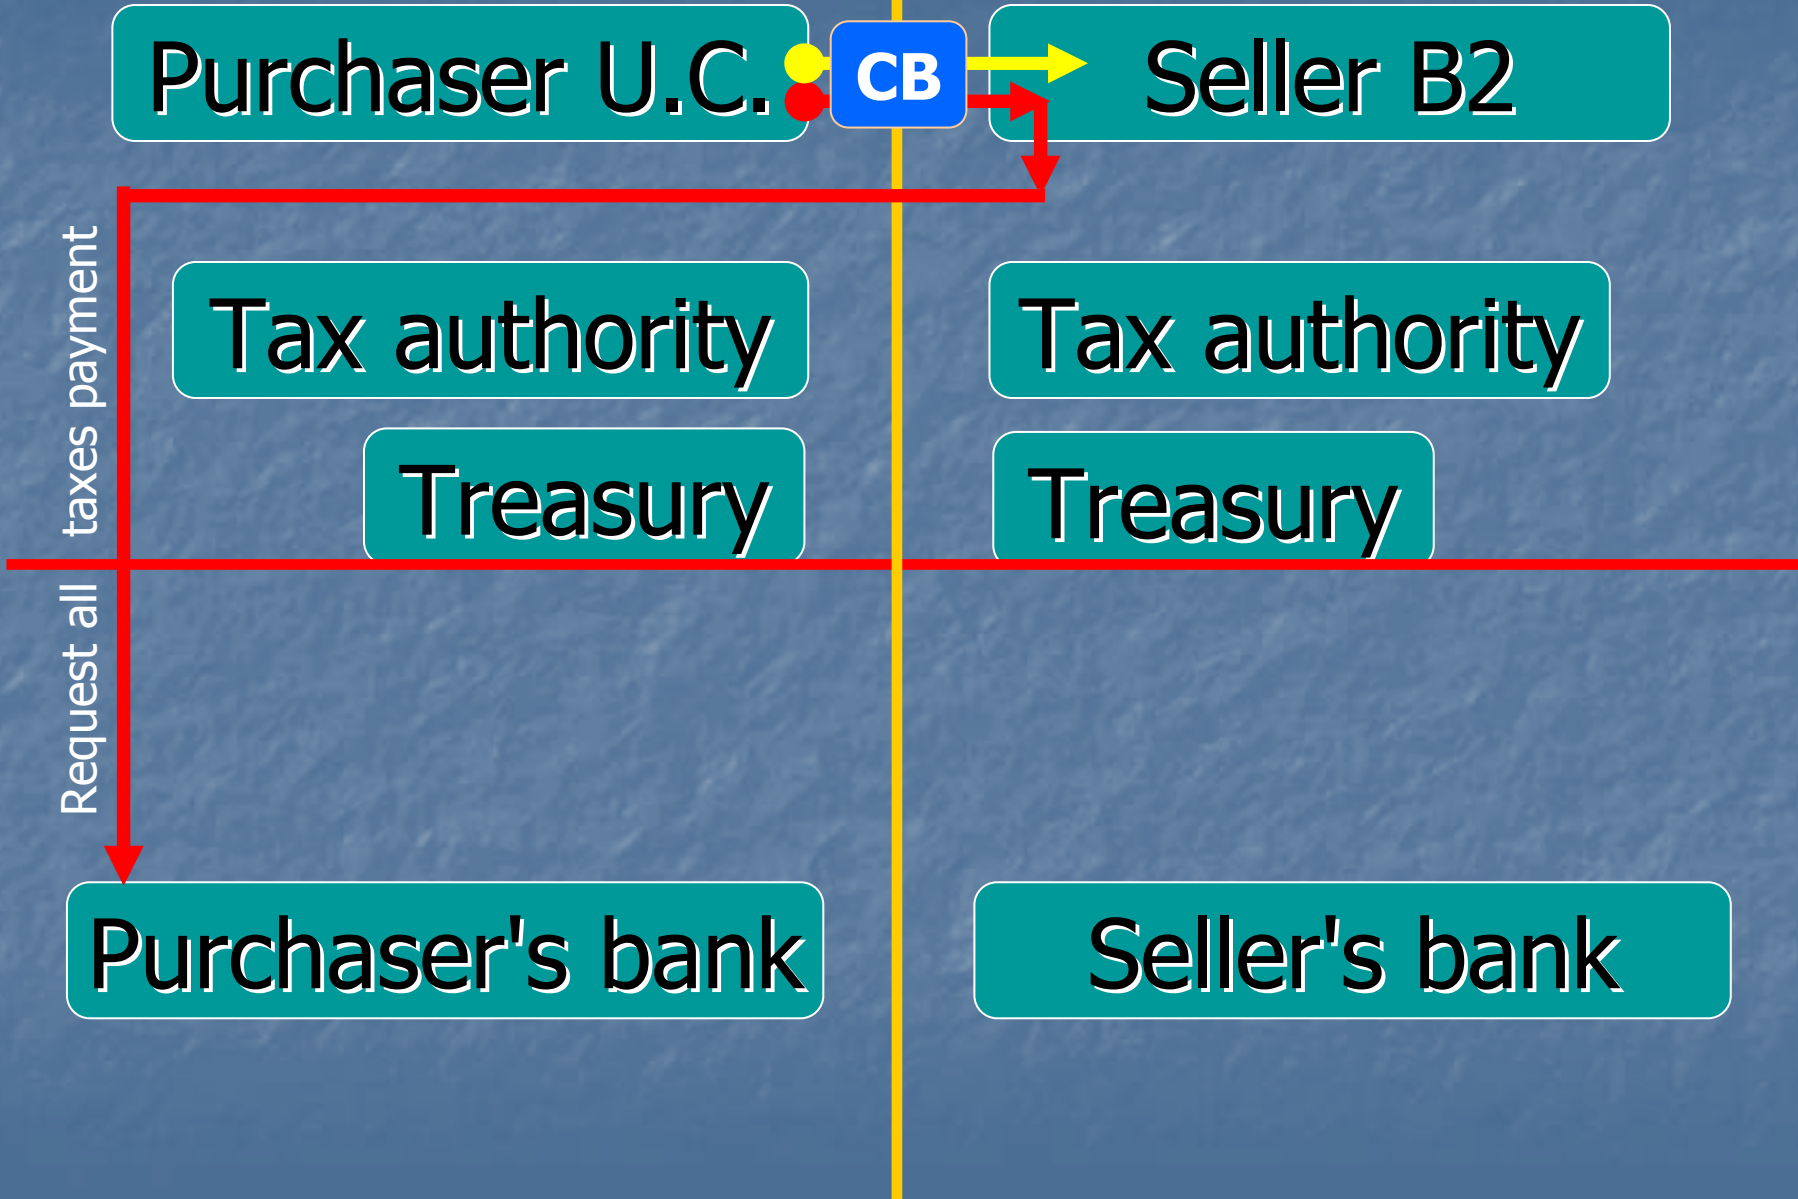 Purchaser U.C.
CB
Seller B2
Request all taxes payment
Tax authority
Tax authority
Treasury
Treasury
Purchaser's bank
Seller's bank